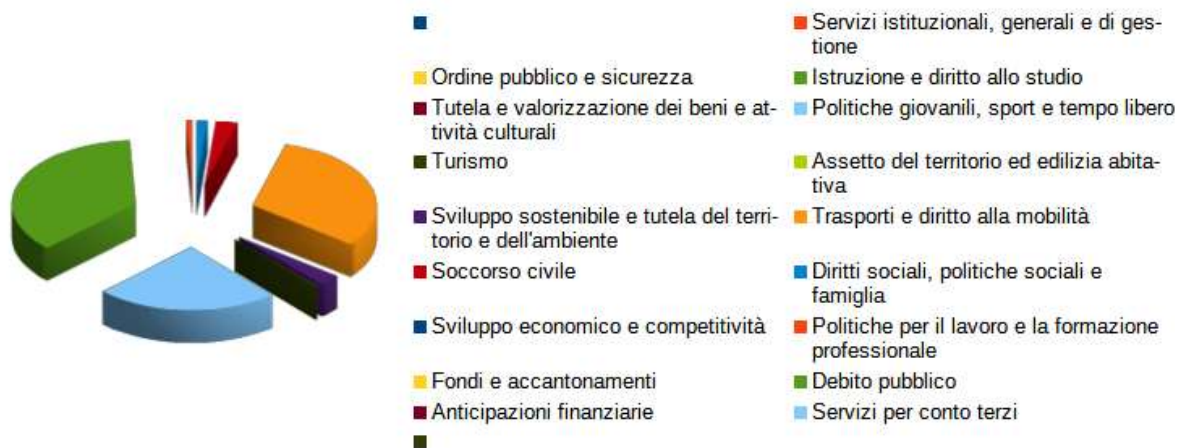 Servizi istituzionali, generali e di ges-
tione
Ordine pubblico e sicurezza
Istruzione e diritto allo studio
Tutela e valorizzazione dei beni e at-
tività culturali
Politiche giovanili, sport e tempo libero
Turismo
Assetto del territorio ed edilizia abita-
tiva
Sviluppo sostenibile e tutela del terri-
torio e dell'ambiente
Trasporti e diritto alla mobilità
Soccorso civile
Diritti sociali, politiche sociali e
famiglia
Sviluppo economico e competitività
Politiche per il lavoro e la formazione
professionale
Fondi e accantonamenti
Debito pubblico
Anticipazioni finanziarie
Servizi per conto terzi